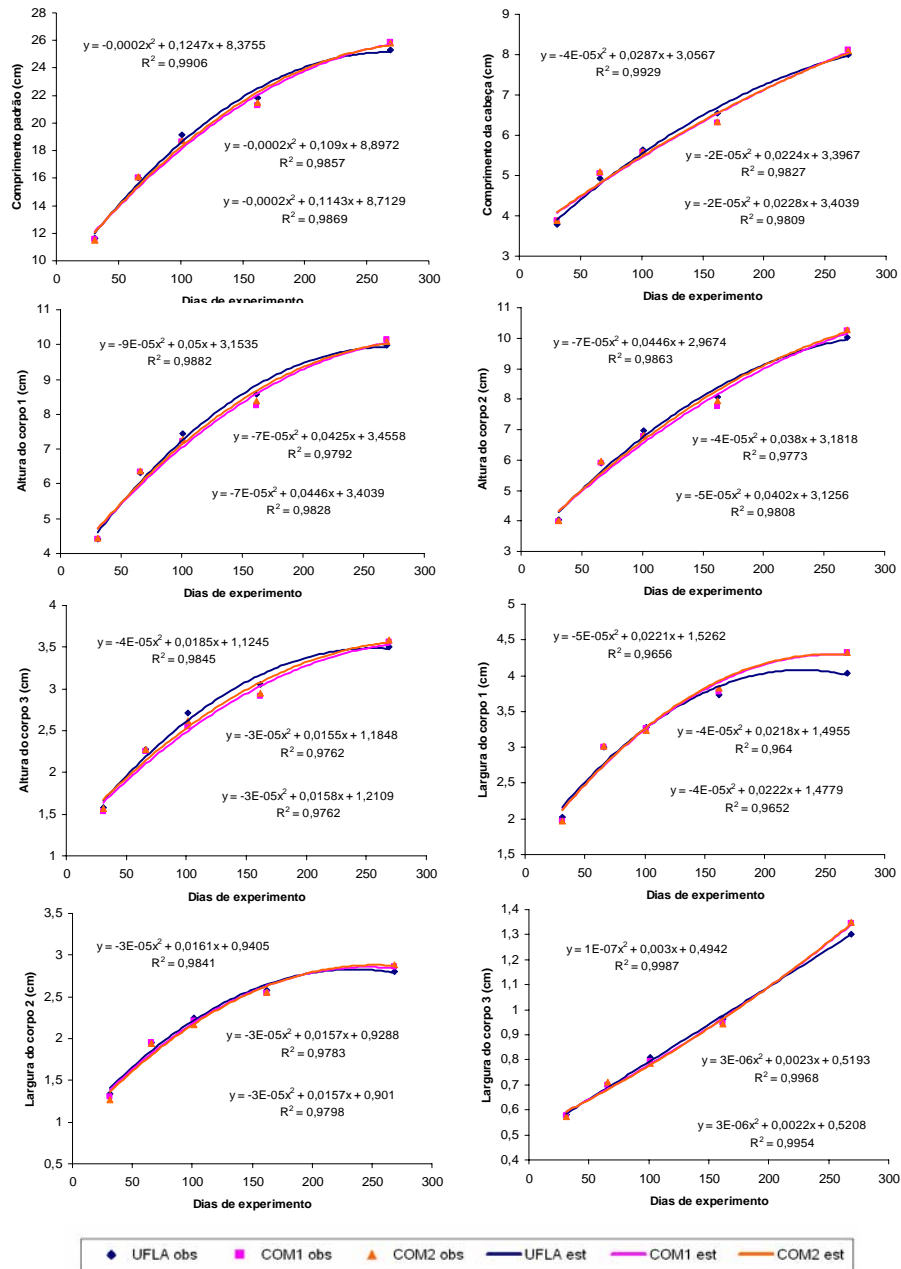 Comprimento padrão (cm)
28
26
24
22
20
18
16
14
12
10
y = -0,0002x² + 0,1247x + 8,3755
R² = 0,9906
y = -0,0002x² + 0,109x + 8,8972
R² = 0,9857
y = -0,0002x² + 0,1143x + 8,7129
R² = 0,9869
0 50 100 150 200 250 300
Dias de experimento
Comprimento da cabeça (cm)
9
8
7
6
5
4
3
y = -4E-05x² + 0,0287x + 3,0567
R² = 0,9929
y = -2E-05x² + 0,0224x + 3,3967
R² = 0,9827
y = -2E-05x² + 0,0228x + 3,4039
R² = 0,9809
0 50 100 150 200 250 300
Dias de experimento
Altura do corpo 1 (cm)
11
10
9
8
7
6
5
4
y = -9E-05x² + 0,05x + 3,1535
R² = 0,9882
y = -7E-05x² + 0,0425x + 3,4558
R² = 0,9792
y = -7E-05x² + 0,0446x + 3,4039
R² = 0,9828
0 50 100 150 200 250 300
Dias de experimento
Altura do corpo 2 (cm)
11
10
9
8
7
6
5
4
3
y = -7E-05x² + 0,0446x + 2,9674
R² = 0,9863
y = -4E-05x² + 0,038x + 3,1818
R² = 0,9773
y = -5E-05x² + 0,0402x + 3,1256
R² = 0,9808
0 50 100 150 200 250 300
Dias de experimento
Altura do corpo 3 (cm)
4
3,5
3
2,5
2
1,5
1
y = -4E-05x² + 0,0185x + 1,1245
R² = 0,9845
y = -3E-05x² + 0,0155x + 1,1848
R² = 0,9762
y = -3E-05x² + 0,0158x + 1,2109
R² = 0,9762
0 50 100 150 200 250 300
Dias de experimento
Largura do corpo 1 (cm)
5
4,5
4
3,5
3
2,5
2
1,5
y = -5E-05x² + 0,0221x + 1,5262
R² = 0,9656
y = -4E-05x² + 0,0218x + 1,4955
R² = 0,964
y = -4E-05x² + 0,0222x + 1,4779
R² = 0,9652
0 50 100 150 200 250 300
Dias de experimento
Largura do corpo 2 (cm)
3,5
3
2,5
2
1,5
1
0,5
y = -3E-05x² + 0,0161x + 0,9405
R² = 0,9841
y = -3E-05x² + 0,0157x + 0,9288
R² = 0,9783
y = -3E-05x² + 0,0157x + 0,901
R² = 0,9798
0 50 100 150 200 250 300
Dias de experimento
Largura do corpo 3 (cm)
1,4
1,3
1,2
1,1
1
0,9
0,8
0,7
0,6
0,5
0,4
y = 1E-07x² + 0,003x + 0,4942
R² = 0,9987
y = 3E-06x² + 0,0023x + 0,5193
R² = 0,9968
y = 3E-06x² + 0,0022x + 0,5208
R² = 0,9954
0 50 100 150 200 250 300
Dias de experimento
UFLA obs COM1 obs COM2 obs UFLA est COM1 est COM2 est